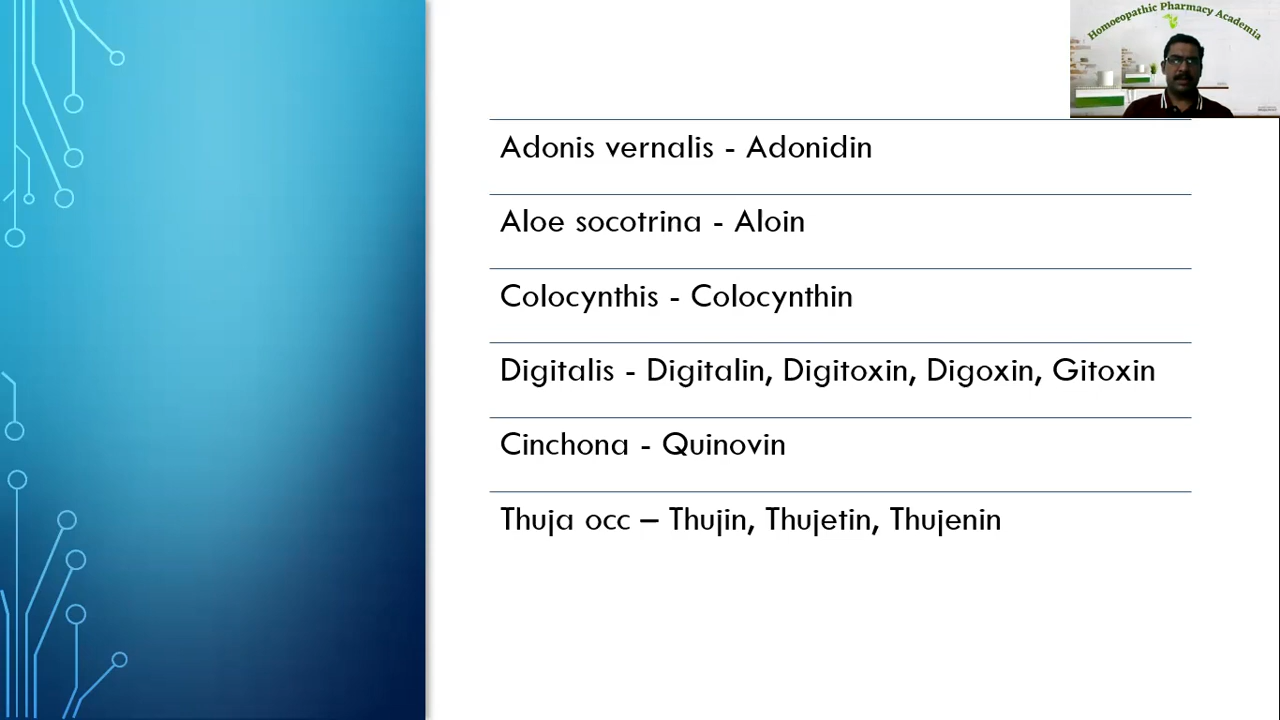 Homoeopathic Pharmacy Academia
Adonis vernalis - Adonidin
Aloe socotrina - Aloin
Colocynthis - Colocynthin
Digitalis - Digitalin, Digitoxin, Digoxin, Gitoxin
Cinchona - Quinovin
Thuja occ – Thujin, Thujetin, Thujenin